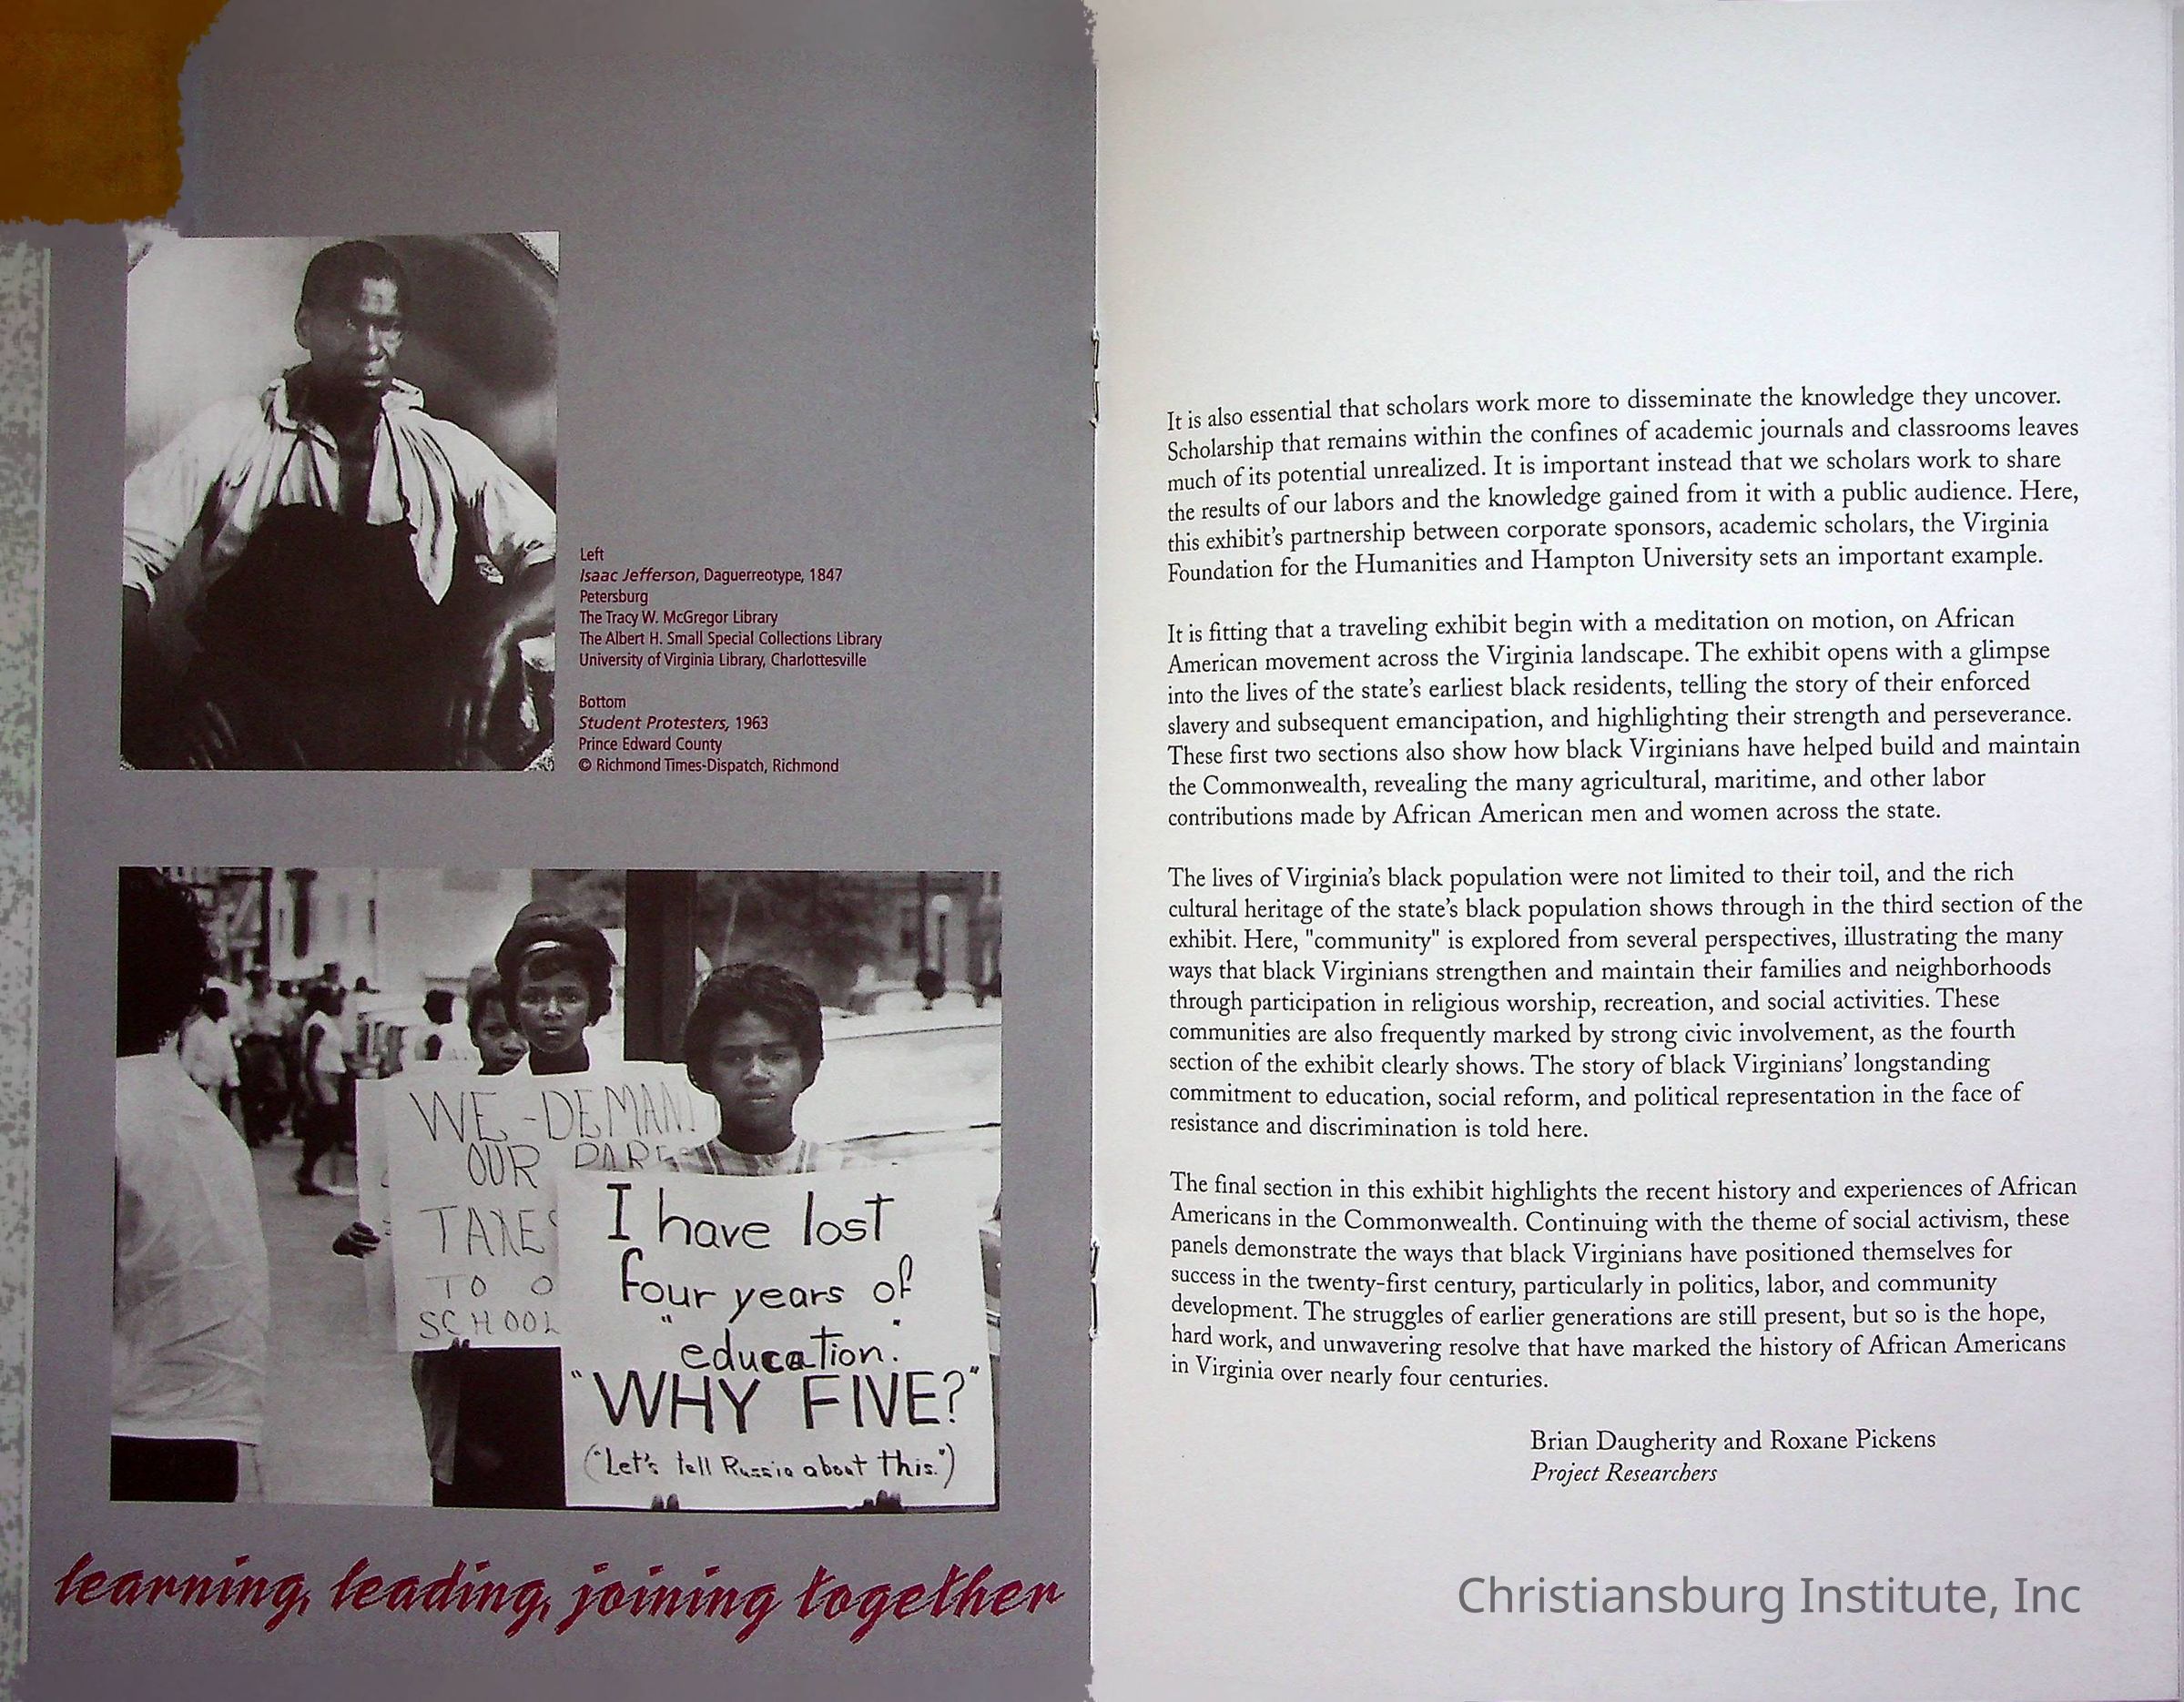 Left
Isaac Jefferson, Daguerreotype, 1847
Petersburg
The Tracy W. McGregor Library
The Albert H. Small Special Collections Library
University of Virginia Library, Charlottesville
Bottom
Student Protesters, 1963
Prince Edward County
© Richmond Times-Dispatch, Richmond
WE-DEMAN
OUR PARE
TAXES
TO O
SCHOOL
I have lost
four years of
"education."
"WHY FIVE?"
("Let's tell Russia about this.")
learning, leading, joining together
It is also essential that scholars work more to disseminate the knowledge they uncover.
Scholarship that remains within the confines of academic journals and classrooms leaves
much of its potential unrealized. It is important instead that we scholars work to share
the results of our labors and the knowledge gained from it with a public audience. Here,
this exhibit's partnership between corporate sponsors, academic scholars, the Virginia
Foundation for the Humanities and Hampton University sets an important example.
It is fitting that a traveling exhibit begin with a meditation on motion, on African
American movement across the Virginia landscape. The exhibit opens with a glimpse
into the lives of the state's earliest black residents, telling the story of their enforced
slavery and subsequent emancipation, and highlighting their strength and perseverance.
These first two sections also show how black Virginians have helped build and maintain
the Commonwealth, revealing the many agricultural, maritime, and other labor
contributions made by African American men and women across the state.
The lives of Virginia's black population were not limited to their toil, and the rich
cultural heritage of the state's black population shows through in the third section of the
exhibit. Here, "community" is explored from several perspectives, illustrating the many
ways that black Virginians strengthen and maintain their families and neighborhoods
through participation in religious worship, recreation, and social activities. These
communities are also frequently marked by strong civic involvement, as the fourth
section of the exhibit clearly shows. The story of black Virginians' longstanding
commitment to education, social reform, and political representation in the face of
resistance and discrimination is told here.
The final section in this exhibit highlights the recent history and experiences of African
Americans in the Commonwealth. Continuing with the theme of social activism, these
panels demonstrate the ways that black Virginians have positioned themselves for
success in the twenty-first century, particularly in politics, labor, and community
development. The struggles of earlier generations are still present, but so is the hope,
hard work, and unwavering resolve that have marked the history of African Americans
in Virginia over nearly four centuries.
Brian Daugherity and Roxane Pickens
Project Researchers
Christiansburg Institute, Inc